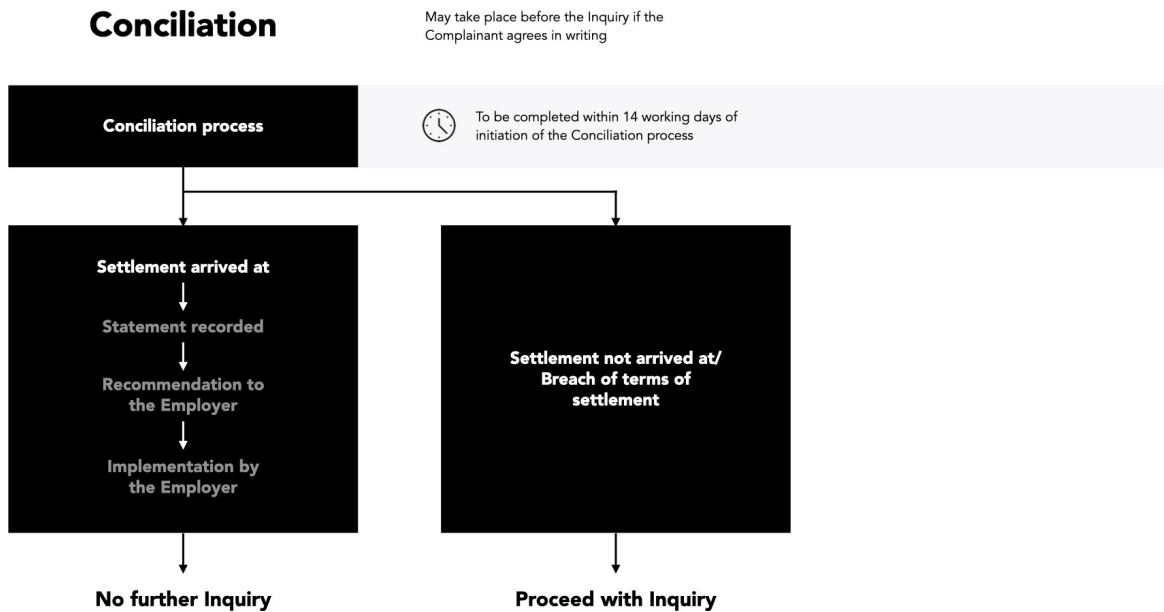 Conciliation
May take place before the Inquiry if the
Complainant agrees in writing
Conciliation process
To be completed within 14 working days of
initiation of the Conciliation process
Settlement arrived at
Statement recorded
Recommendation to
the Employer
Implementation by
the Employer
Settlement not arrived at/
Breach of terms of
settlement
No further Inquiry
Proceed with Inquiry